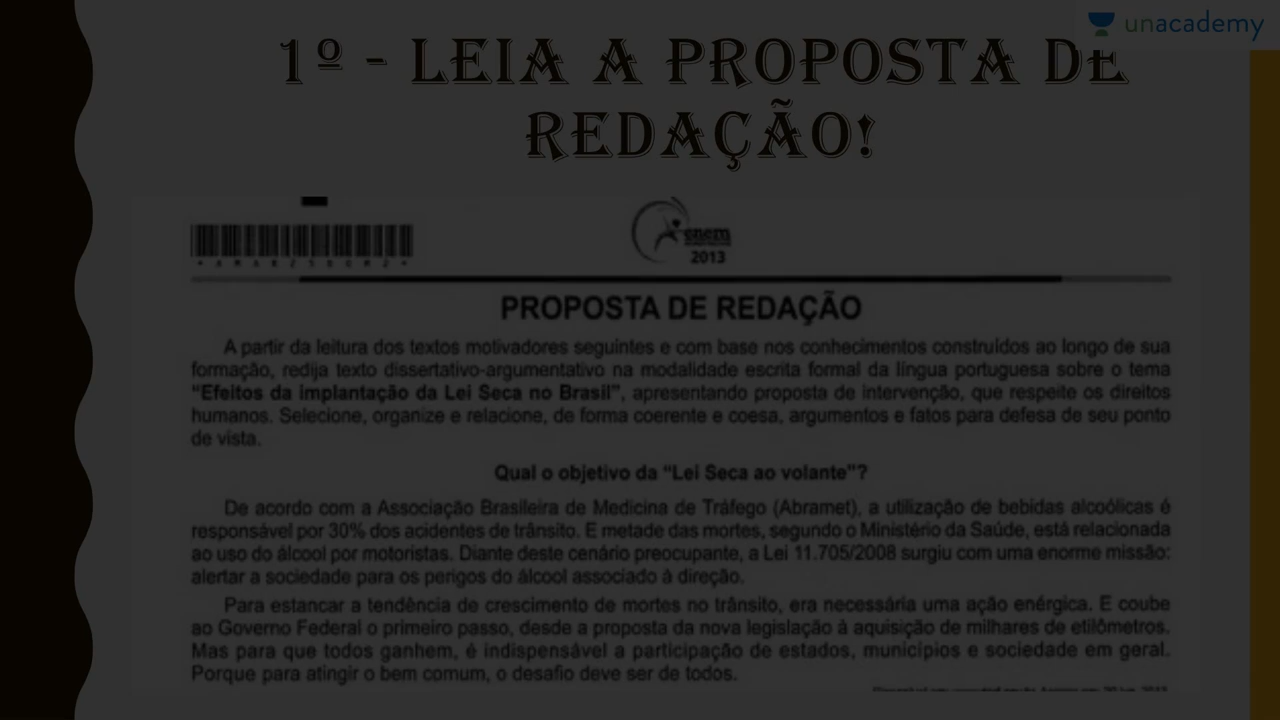 unacademy
1º - LEIA A PROPOSTA DE
REDAÇÃO!
enem
2013
PROPOSTA DE REDAÇÃO
A partir da leitura dos textos motivadores seguintes e com base nos conhecimentos construídos ao longo de sua
formação, redija texto dissertativo-argumentativo na modalidade escrita formal da língua portuguesa sobre o tema
“Efeitos da implantação da Lei Seca no Brasil”, apresentando proposta de intervenção, que respeite os direitos
humanos. Selecione, organize e relacione, de forma coerente e coesa, argumentos e fatos para defesa de seu ponto
de vista.
Qual o objetivo da “Lei Seca ao volante”?
De acordo com a Associação Brasileira de Medicina de Tráfego (Abramet), a utilização de bebidas alcoólicas é
responsável por 30% dos acidentes de trânsito. E metade das mortes, segundo o Ministério da Saúde, está relacionada
ao uso do álcool por motoristas. Diante deste cenário preocupante, a Lei 11.705/2008 surgiu com uma enorme missão:
alertar a sociedade para os perigos do álcool associado à direção.
Para estancar a tendência de crescimento de mortes no trânsito, era necessária uma ação enérgica. E coube
ao Governo Federal o primeiro passo, desde a proposta da nova legislação à aquisição de milhares de etilômetros.
Mas para que todos ganhem, é indispensável a participação de estados, municípios e sociedade em geral.
Porque para atingir o bem comum, o desafio deve ser de todos.